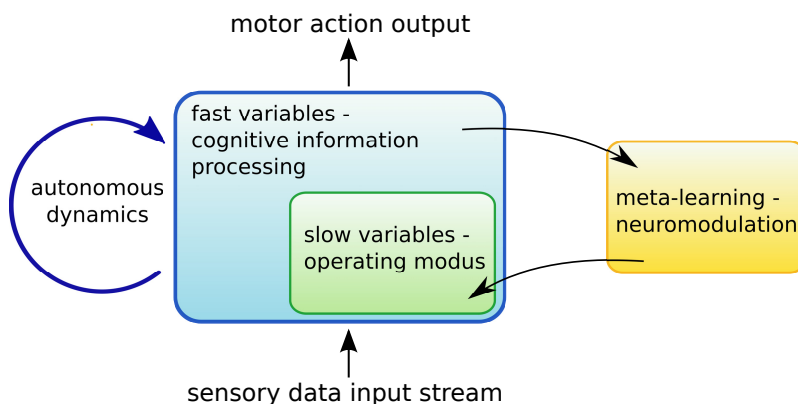 motor action output
fast variables -
cognitive information
processing
autonomous
dynamics
slow variables -
operating modus
meta-learning -
neuromodulation
sensory data input stream